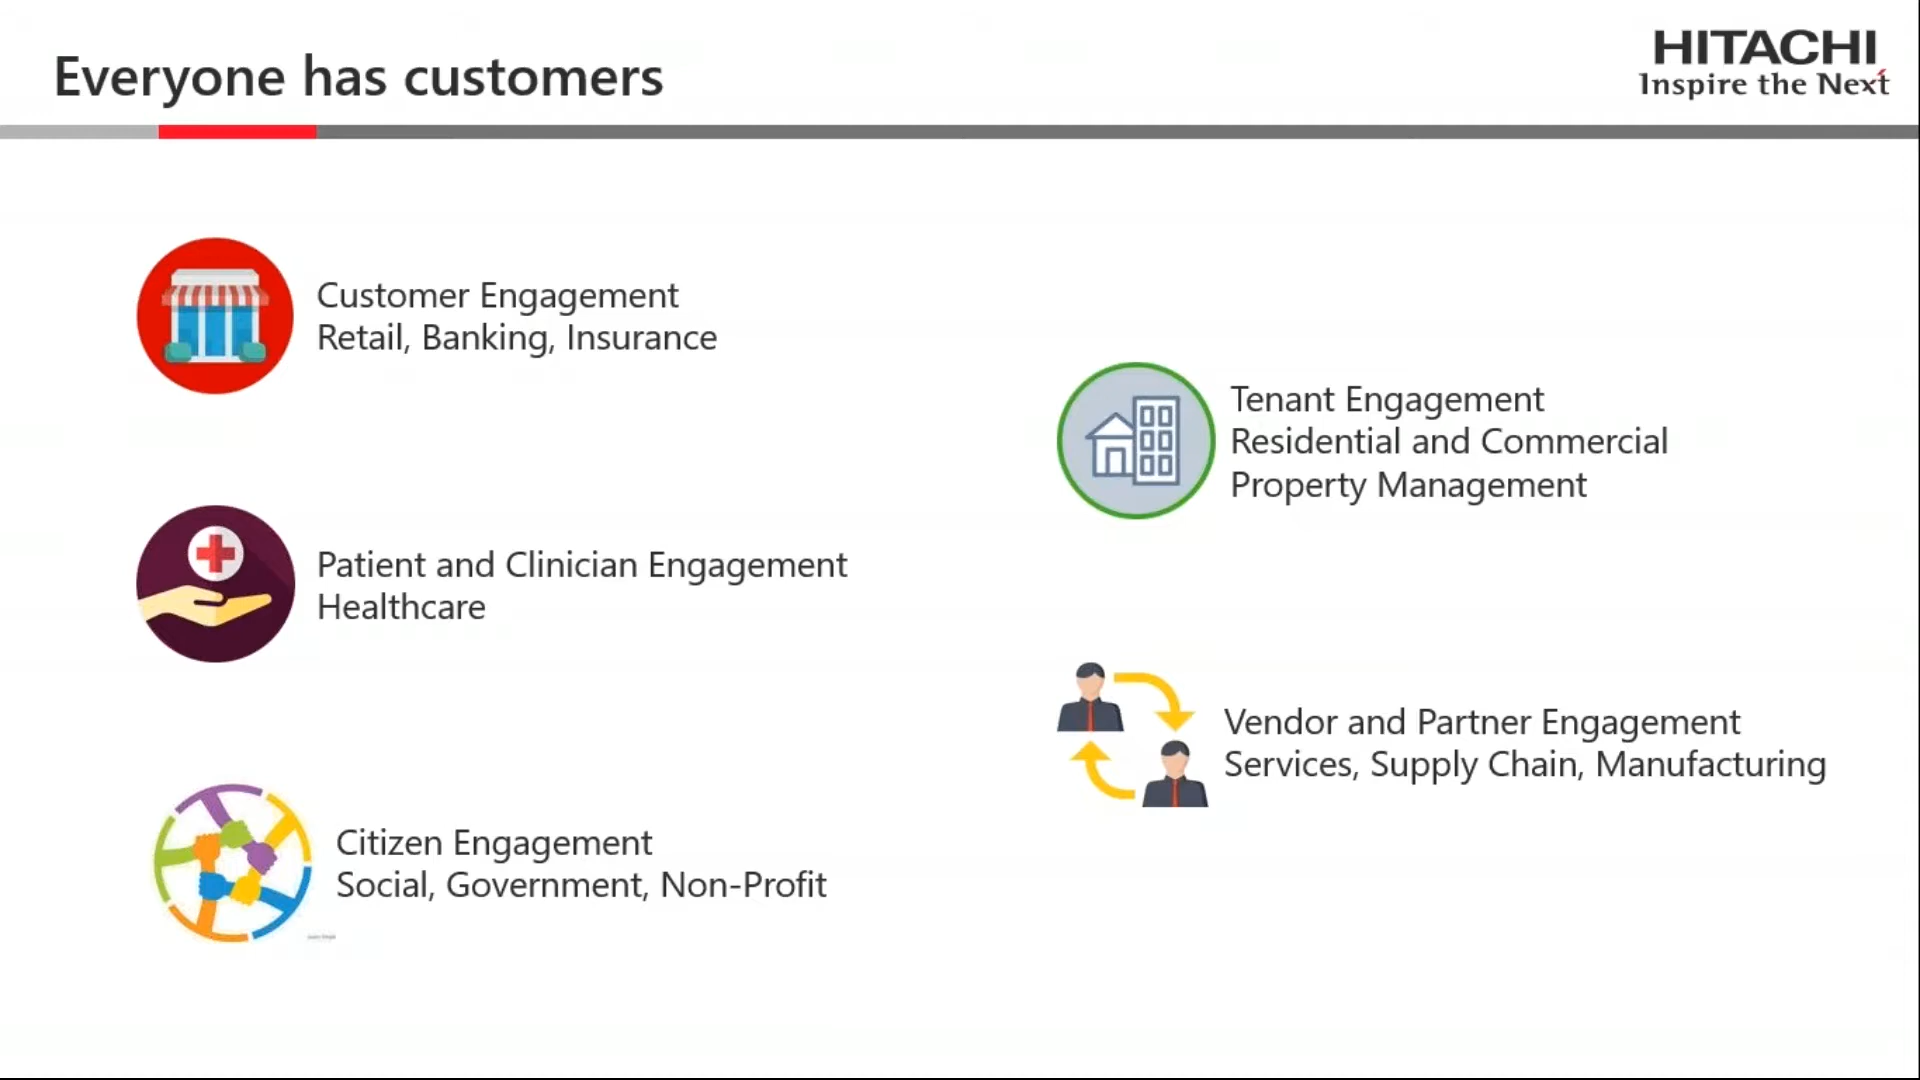 Everyone has customers
HITACHI
Inspire the Next
Customer Engagement
Retail, Banking, Insurance
Patient and Clinician Engagement
Healthcare
Citizen Engagement
Social, Government, Non-Profit
Tenant Engagement
Residential and Commercial
Property Management
Vendor and Partner Engagement
Services, Supply Chain, Manufacturing